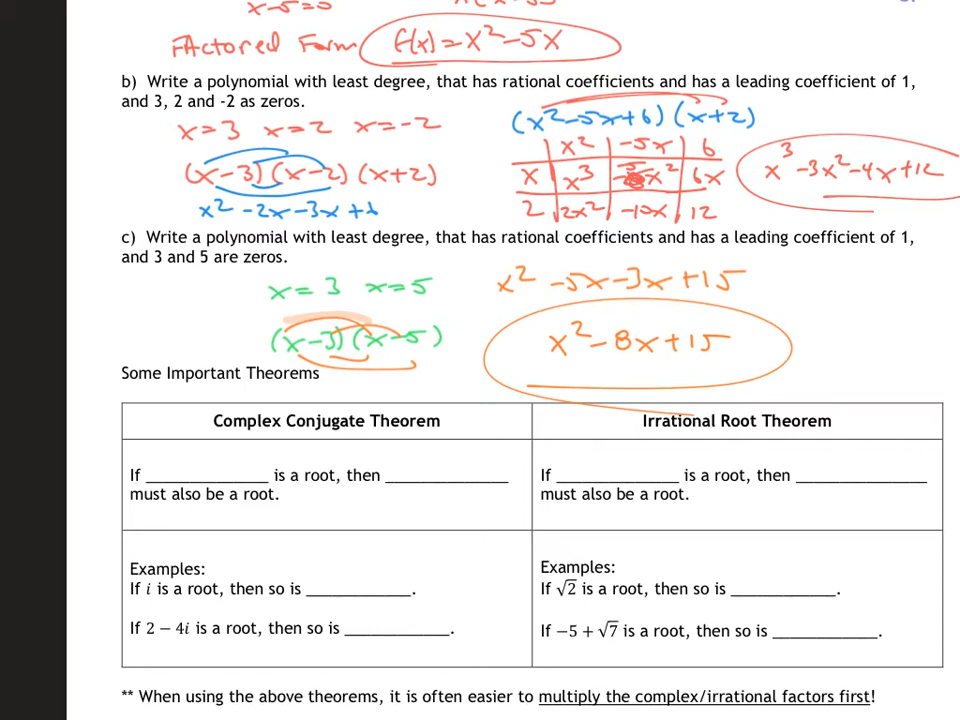 x-5=0
Factored Form f(x)=x²-5x
b) Write a polynomial with least degree, that has rational coefficients and has a leading coefficient of 1,
and 3, 2 and -2 as zeros.
x=3 x=2 x=-2
(x-3)(x-2)(x+2)
x²-2x-3x+6
(x²-5x+6)(x+2)
x² -5x 6
x x³ -5x² 6x
2 2x² -10x 12
x³-3x²-4x+12
c) Write a polynomial with least degree, that has rational coefficients and has a leading coefficient of 1,
and 3 and 5 are zeros.
x=3 x=5
(x-3)(x-5)
x²-5x-3x+15
x²-8x+15
Some Important Theorems
Complex Conjugate Theorem
If ____________ is a root, then ____________
must also be a root.
Irrational Root Theorem
If ____________ is a root, then _____________
must also be a root.
Examples:
If i is a root, then so is __________.
If 2 − 4i is a root, then so is __________.
Examples:
If √2 is a root, then so is __________.
If −5 + √7 is a root, then so is __________.
** When using the above theorems, it is often easier to multiply the complex/irrational factors first!